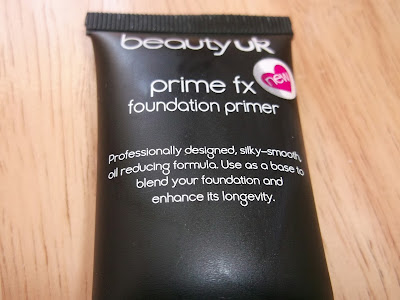 beauty uk
prime fx
new
foundation primer
Professionally designed, silky-smooth,
oil reducing formula. Use as a base to
blend your foundation and
enhance its longevity.